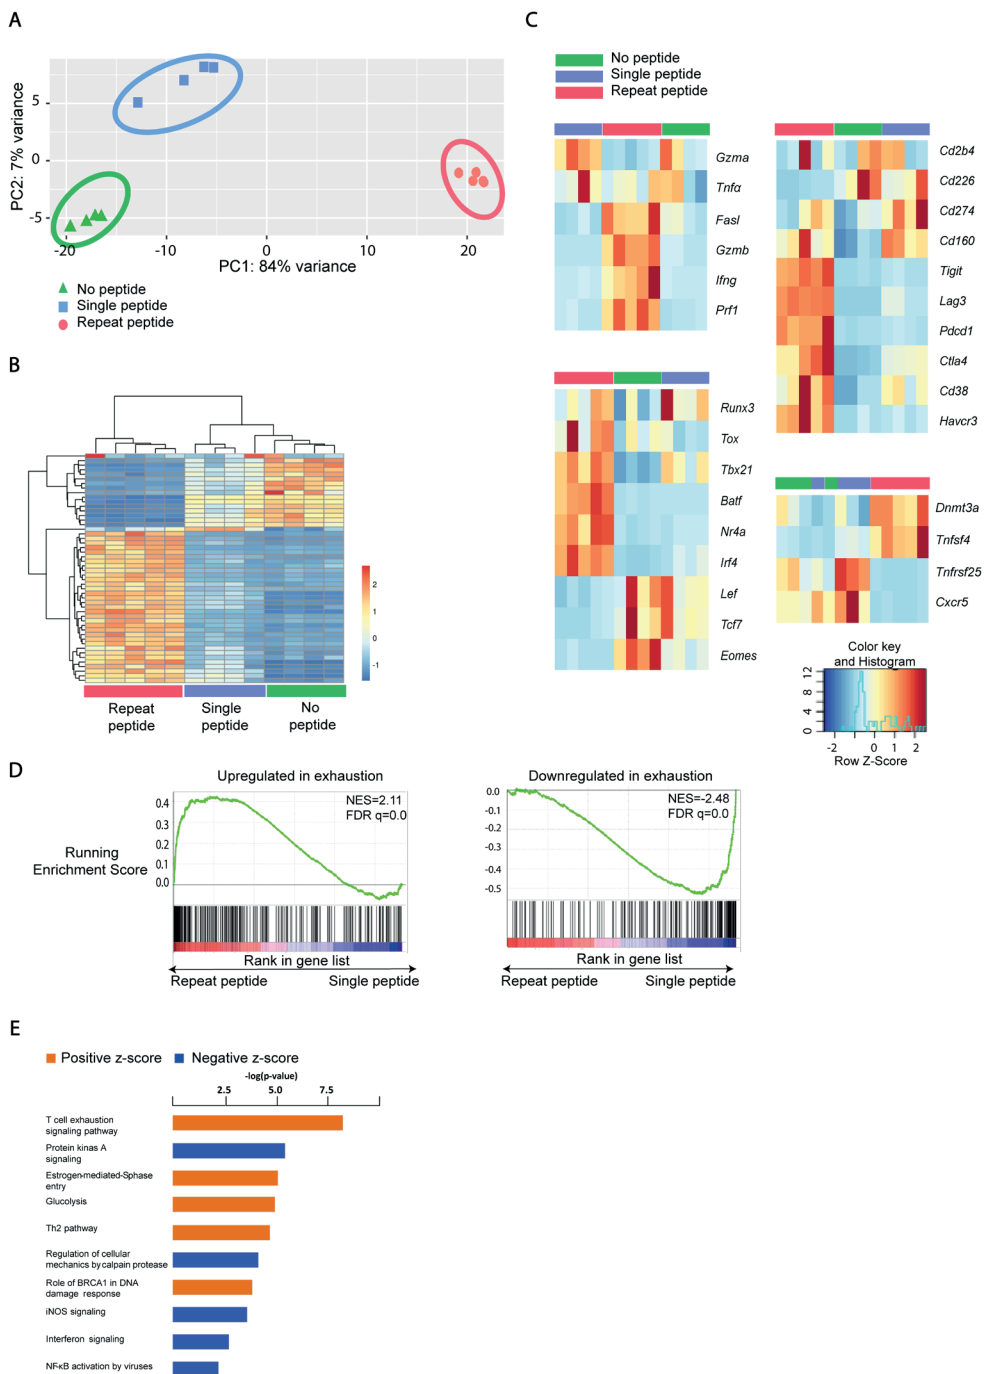 A
PC2: 7% variance
5
0
-5
-20
-10
0
10
20
PC1: 84% variance
No peptide
Single peptide
Repeat peptide
B
2
1
0
-1
Repeat
peptide
Single
peptide
No
peptide
C
No peptide
Single peptide
Repeat peptide
Gzma
Tnfα
Fasl
Gzmb
Ifng
Prf1
Cd2b4
Cd226
Cd274
Cd160
Tigit
Lag3
Pdcd1
Ctla4
Cd38
Havcr3
Runx3
Tox
Tbx21
Batf
Nr4a
Irf4
Lef
Tcf7
Eomes
Dnmt3a
Tnfsf4
Tnfrsf25
Cxcr5
Color key
and Histogram
12
8
4
0
-2
0
1
2
Row Z-Score
D
Upregulated in exhaustion
NES=2.11
FDR q=0.0
0.4
0.3
0.2
0.1
0.0
Running
Enrichment Score
Rank in gene list
Repeat peptide
Single peptide
Downregulated in exhaustion
NES=-2.48
FDR q=0.0
0.0
-0.1
-0.2
-0.3
-0.4
-0.5
Rank in gene list
Repeat peptide
Single peptide
E
Positive z-score
Negative z-score
-log(p-value)
2.5
5.0
7.5
T cell exhaustion
signaling pathway
Protein kinas A
signaling
Estrogen-mediated-Sphase
entry
Glucolysis
Th2 pathway
Regulation of cellular
mechanics by calpain protease
Role of BRCA1 in DNA
damage response
iNOS signaling
Interferon signaling
NF-κB activation by viruses